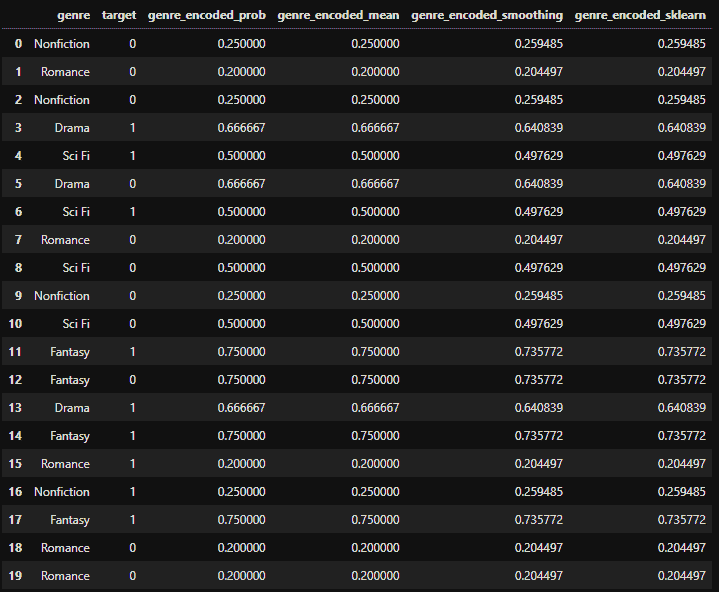 genre target genre_encoded_prob genre_encoded_mean genre_encoded_smoothing genre_encoded_sklearn
0 Nonfiction 0 0.250000 0.250000 0.259485 0.259485
1 Romance 0 0.200000 0.200000 0.204497 0.204497
2 Nonfiction 0 0.250000 0.250000 0.259485 0.259485
3 Drama 1 0.666667 0.666667 0.640839 0.640839
4 Sci Fi 1 0.500000 0.500000 0.497629 0.497629
5 Drama 0 0.666667 0.666667 0.640839 0.640839
6 Sci Fi 1 0.500000 0.500000 0.497629 0.497629
7 Romance 0 0.200000 0.200000 0.204497 0.204497
8 Sci Fi 0 0.500000 0.500000 0.497629 0.497629
9 Nonfiction 0 0.250000 0.250000 0.259485 0.259485
10 Sci Fi 0 0.500000 0.500000 0.497629 0.497629
11 Fantasy 1 0.750000 0.750000 0.735772 0.735772
12 Fantasy 0 0.750000 0.750000 0.735772 0.735772
13 Drama 1 0.666667 0.666667 0.640839 0.640839
14 Fantasy 1 0.750000 0.750000 0.735772 0.735772
15 Romance 1 0.200000 0.200000 0.204497 0.204497
16 Nonfiction 1 0.250000 0.250000 0.259485 0.259485
17 Fantasy 1 0.750000 0.750000 0.735772 0.735772
18 Romance 0 0.200000 0.200000 0.204497 0.204497
19 Romance 0 0.200000 0.200000 0.204497 0.204497